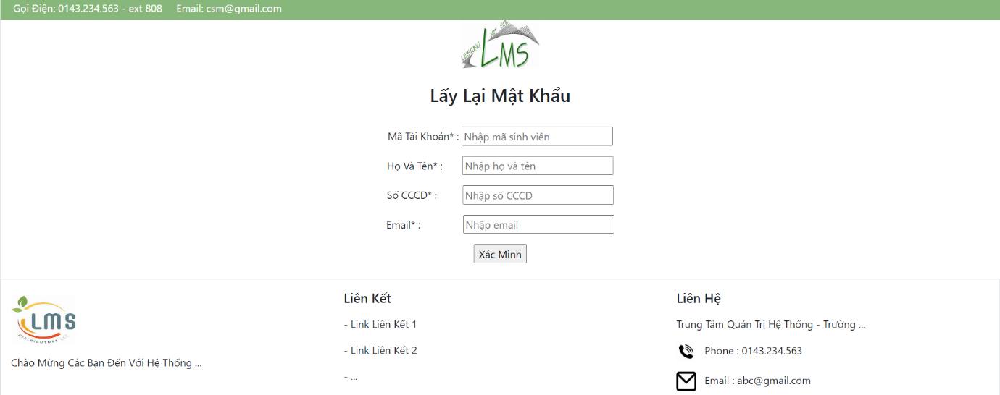 Gọi Điện: 0143.234.563 - ext 808 Email: csm@gmail.com
LEISTUNG MIT STIL
LMS
Lấy Lại Mật Khẩu
Mã Tài Khoản* : Nhập mã sinh viên
Họ Và Tên* : Nhập họ và tên
Số CCCD* : Nhập số CCCD
Email* : Nhập email
Xác Minh
LMS
DISTRIBUTORS LLC
Chào Mừng Các Bạn Đến Với Hệ Thống ...
Liên Kết
- Link Liên Kết 1
- Link Liên Kết 2
- ...
Liên Hệ
Trung Tâm Quản Trị Hệ Thống - Trường ...
Phone : 0143.234.563
Email : abc@gmail.com